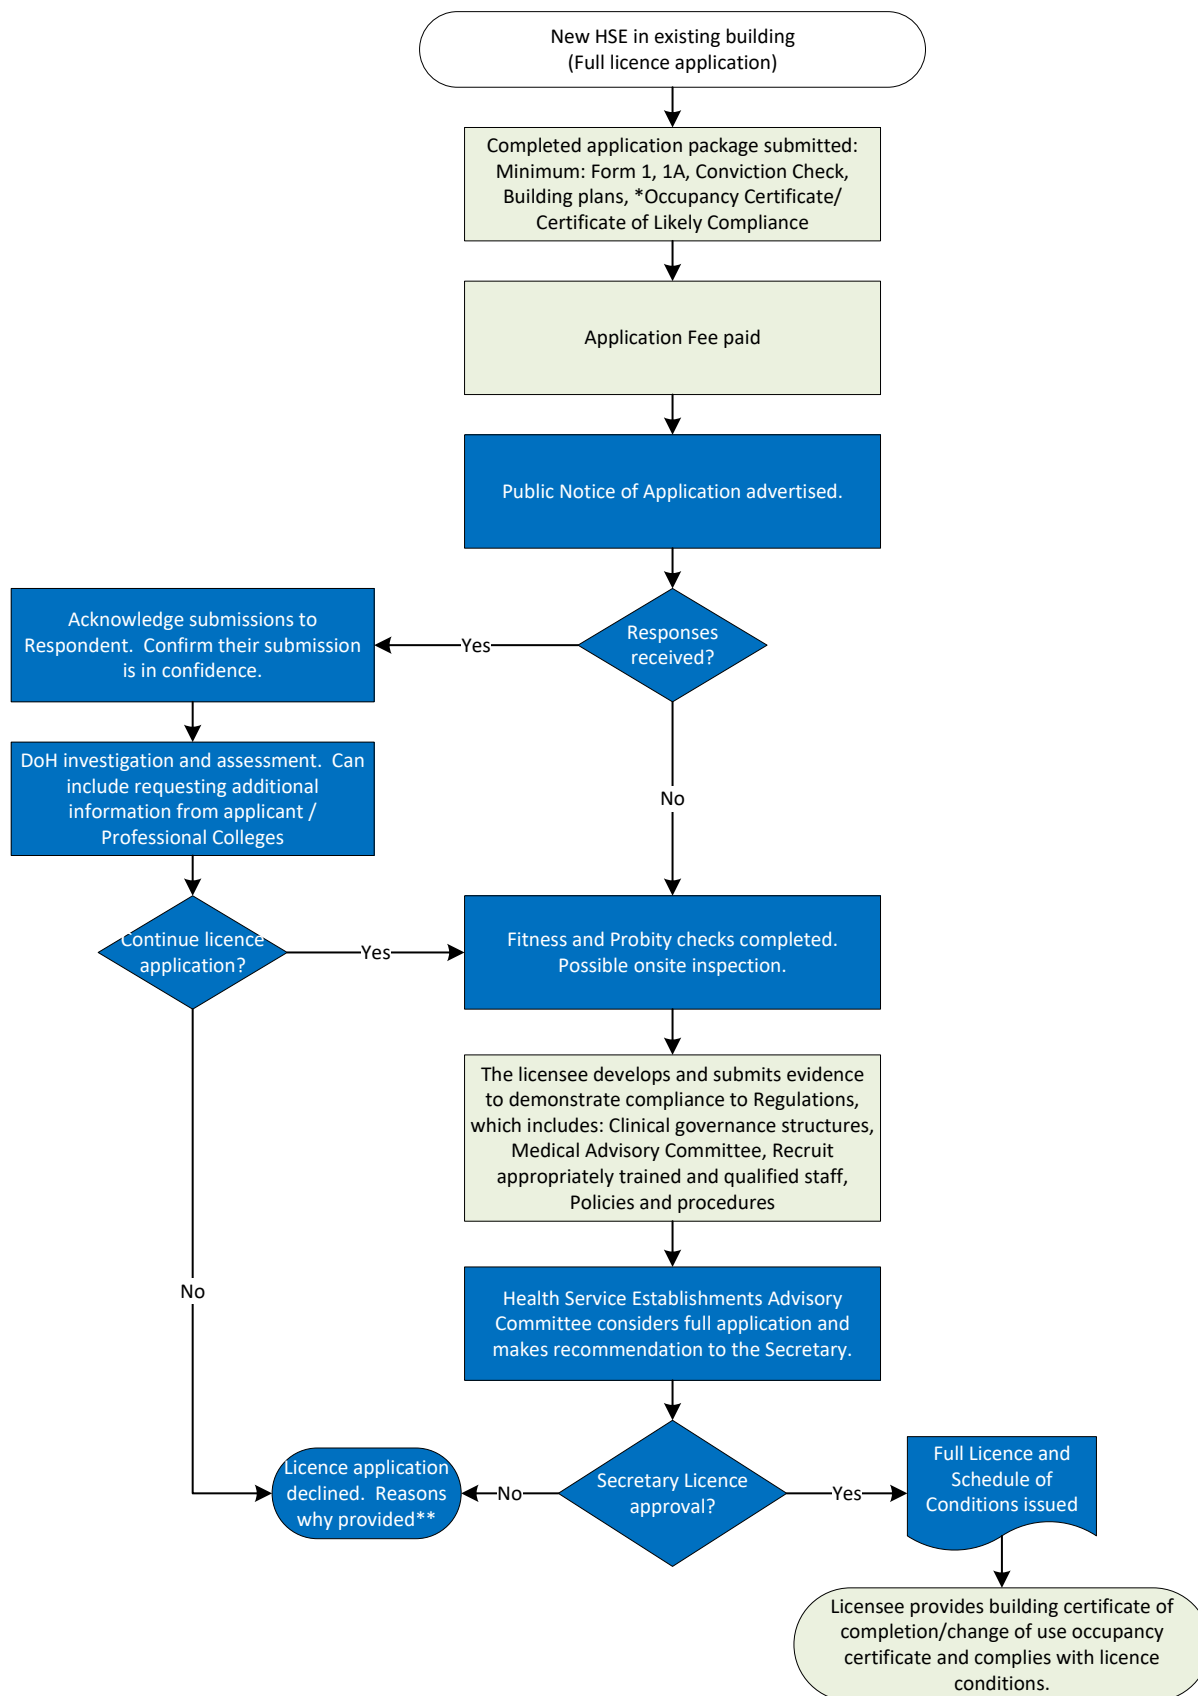 New HSE in existing building
(Full licence application)
Completed application package submitted:
Minimum: Form 1, 1A, Conviction Check,
Building plans, *Occupancy Certificate/
Certificate of Likely Compliance
Application Fee paid
Public Notice of Application advertised.
Responses
received?
Yes
Acknowledge submissions to
Respondent.  Confirm their submission
is in confidence.
DoH investigation and assessment.  Can
include requesting additional
information from applicant /
Professional Colleges
No
Continue licence
application?
Yes
Fitness and Probity checks completed.
Possible onsite inspection.
The licensee develops and submits evidence
to demonstrate compliance to Regulations,
which includes: Clinical governance structures,
Medical Advisory Committee, Recruit
appropriately trained and qualified staff,
Policies and procedures
No
Health Service Establishments Advisory
Committee considers full application and
makes recommendation to the Secretary.
Licence application
declined.  Reasons
why provided**
No
Secretary Licence
approval?
Yes
Full Licence and
Schedule of
Conditions issued
Licensee provides building certificate of
completion/change of use occupancy
certificate and complies with licence
conditions.